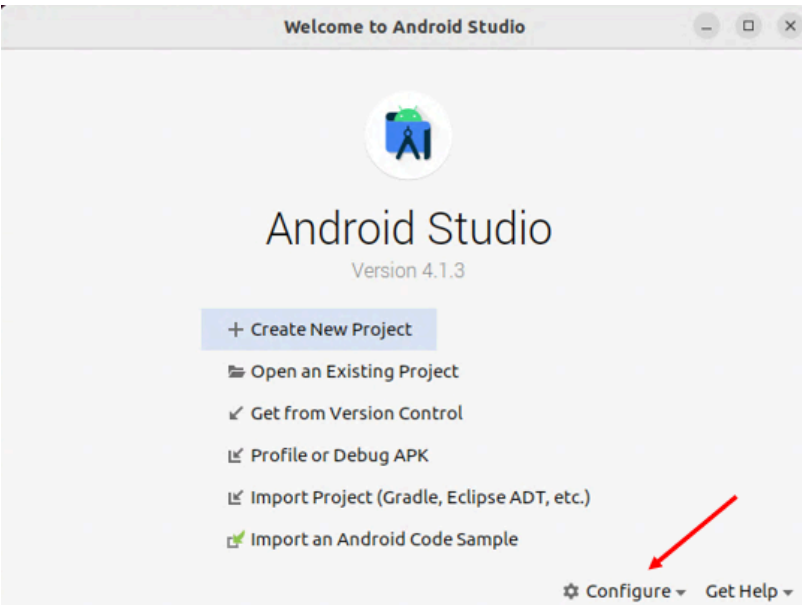 Welcome to Android Studio
Android Studio
Version 4.1.3
Create New Project
Open an Existing Project
Get from Version Control
Profile or Debug APK
Import Project (Gradle, Eclipse ADT, etc.)
Import an Android Code Sample
Configure Get Help